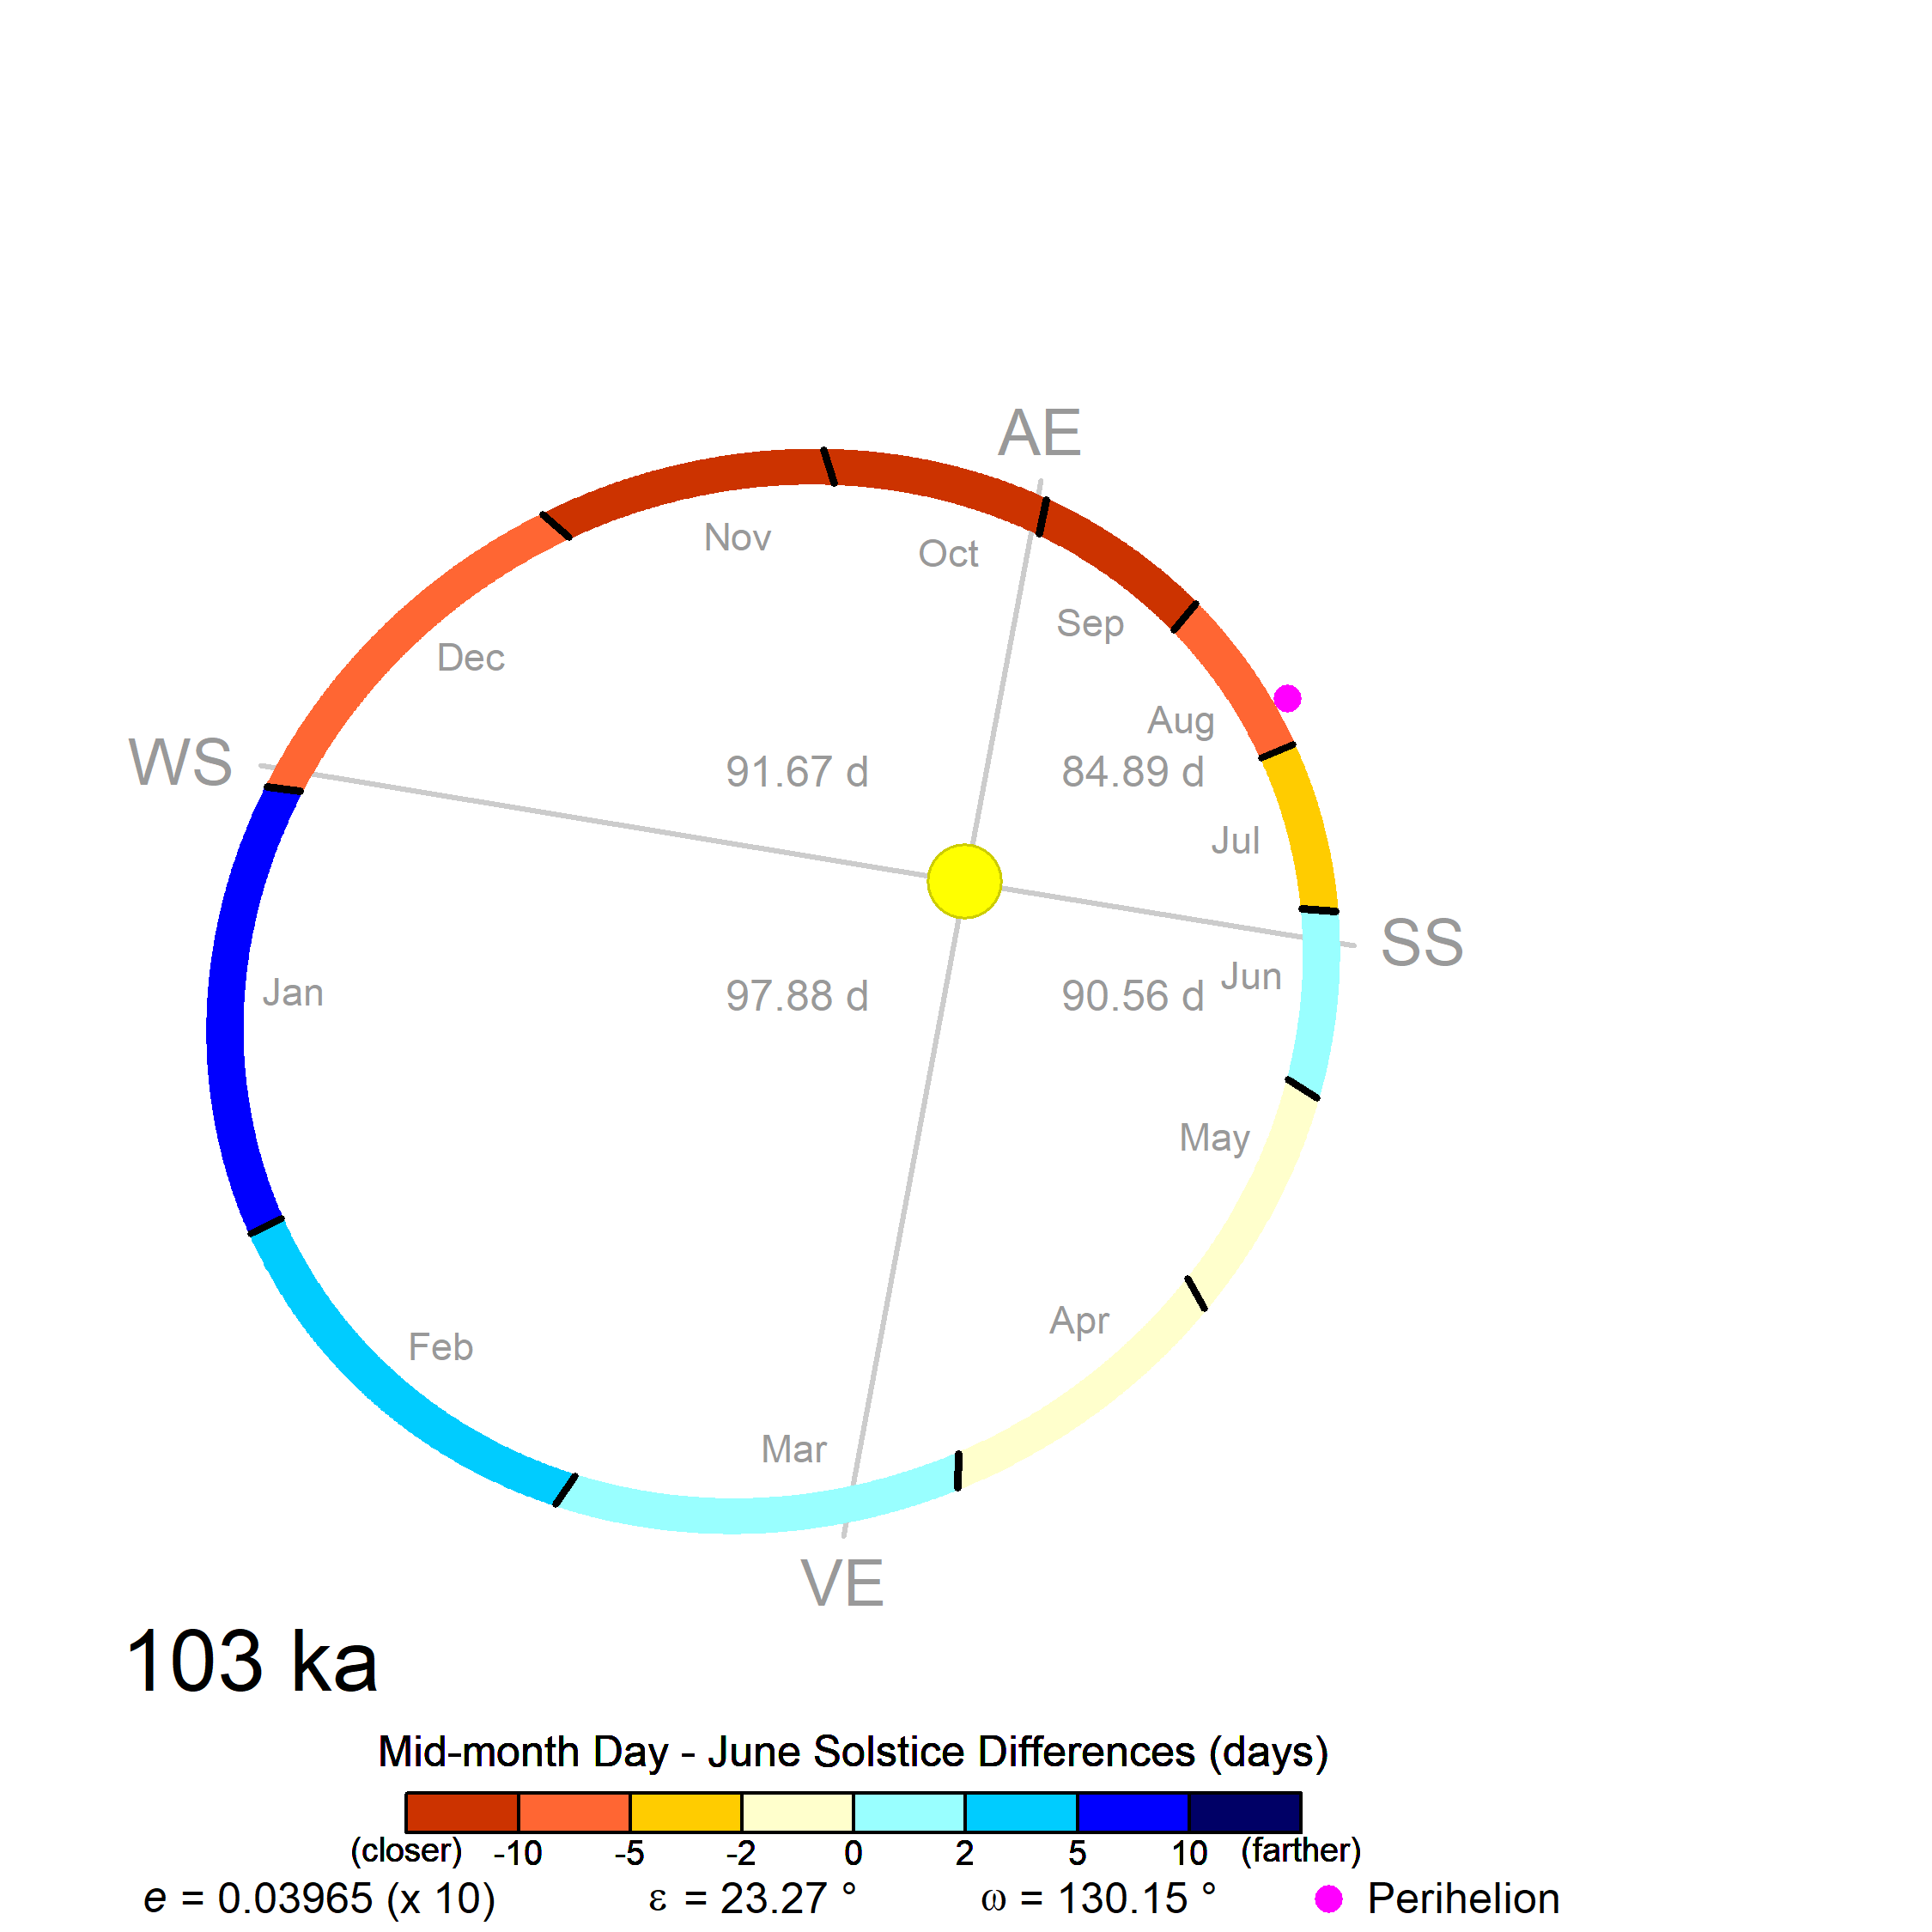 AE
Nov
Oct
Sep
Dec
Aug
WS
91.67 d
84.89 d
Jul
SS
Jun
Jan
97.88 d
90.56 d
May
Apr
Feb
Mar
VE
103 ka
Mid-month Day - June Solstice Differences (days)
(closer) -10 -5 -2 0 2 5 10 (farther)
e = 0.03965 (x 10) ε = 23.27 ° ω = 130.15 ° Perihelion